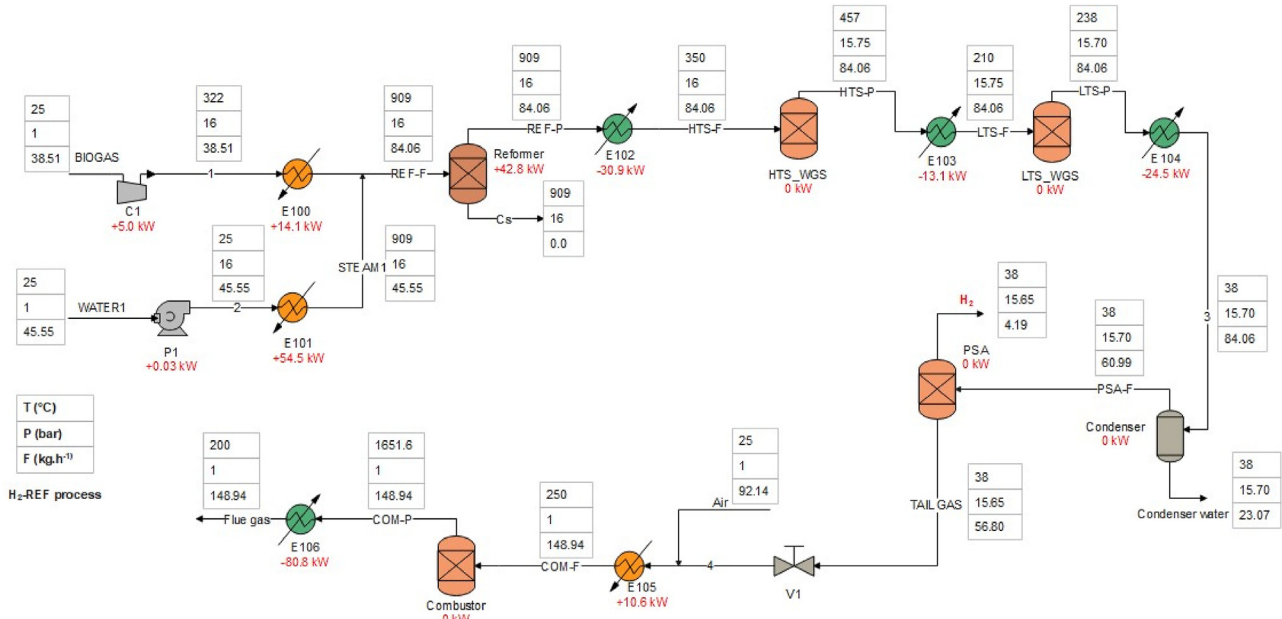 457
15.75
84.06
238
15.70
84.06
909
16
84.06
350
16
84.06
210
15.75
84.06
322
16
38.51
909
16
84.06
25
1
38.51
HTS-P
LTS-P
REF-P
HTS-F
LTS-F
E102
-30.9 kW
HTS_WGS
0 kW
E103
-13.1 kW
LTS_WGS
0 kW
E104
-24.5 kW
BIOGAS
C1
+5.0 kW
1
E100
+14.1 kW
REF-F
Reformer
+42.8 kW
Cs
909
16
0.0
25
16
45.55
STEAM1
909
16
45.55
25
1
45.55
WATER1
P1
+0.03 kW
2
E101
+54.5 kW
38
15.65
4.19
H₂
PSA
0 kW
38
15.70
60.99
3
38
15.70
84.06
PSA-F
Condenser
0 kW
38
15.70
23.07
Condenser water
T (°C)
P (bar)
F (kg.h⁻¹)
H₂-REF process
200
1
148.94
1651.6
1
148.94
250
1
148.94
25
1
92.14
Air
TAIL GAS
38
15.65
56.80
Flue gas
E106
-80.8 kW
COM-P
Combustor
0 kW
COM-F
E105
+10.6 kW
4
V1